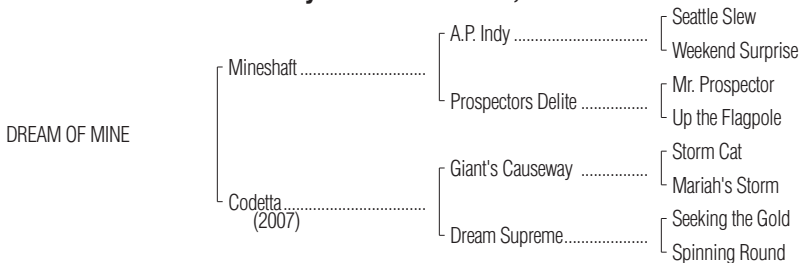 Seattle Slew
A.P. Indy ..................................
Weekend Surprise
Mineshaft ................................
Mr. Prospector
Prospectors Delite .................
Up the Flagpole
DREAM OF MINE
Storm Cat
Giant's Causeway .................
Mariah's Storm
Codetta....................................
(2007)
Seeking the Gold
Dream Supreme.....................
Spinning Round